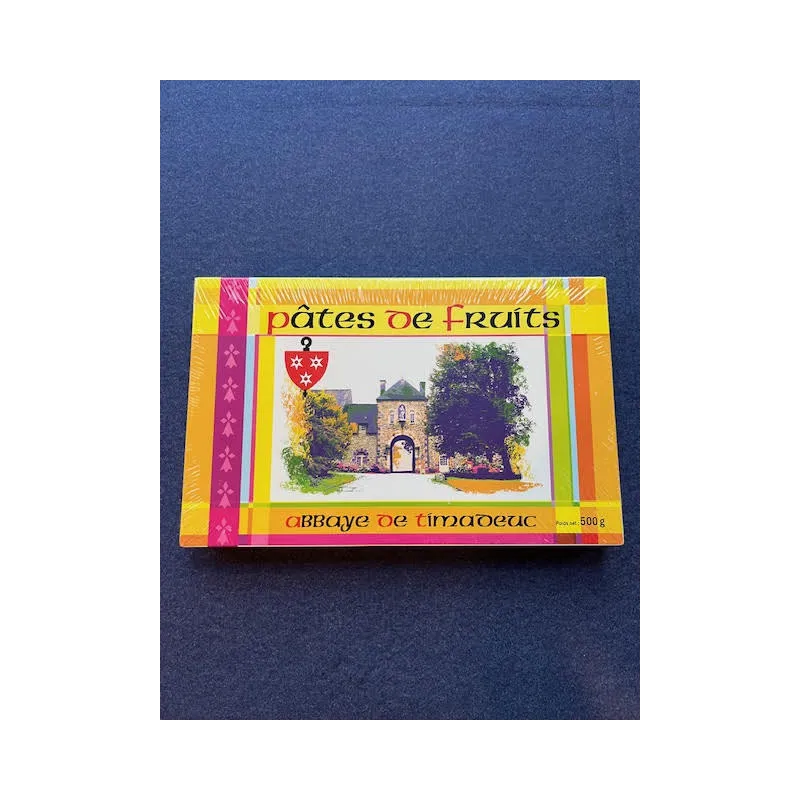 pâtes de fruits
abbaye de timadeuc
Poids net : 500 g